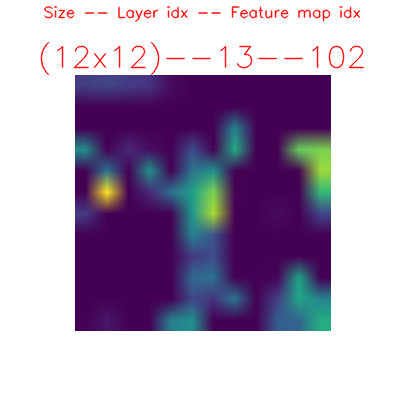 Size -- Layer idx -- Feature map idx
(12x12)--13--102